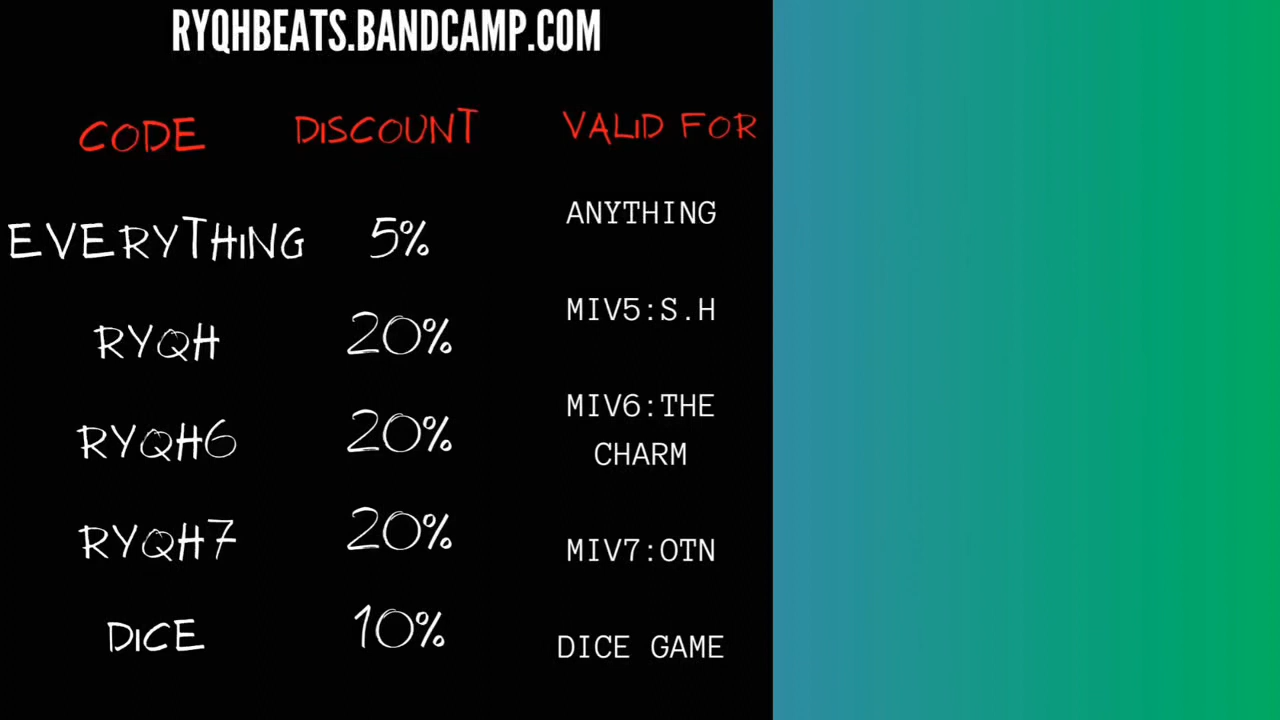 RYQHBEATS.BANDCAMP.COM
CODE DISCOUNT VALID FOR
EVERYTHING 5% ANYTHING
RYQH 20% MIV5:S.H
RYQH6 20% MIV6:THE
CHARM
RYQH7 20% MIV7:OTN
DICE 10% DICE GAME